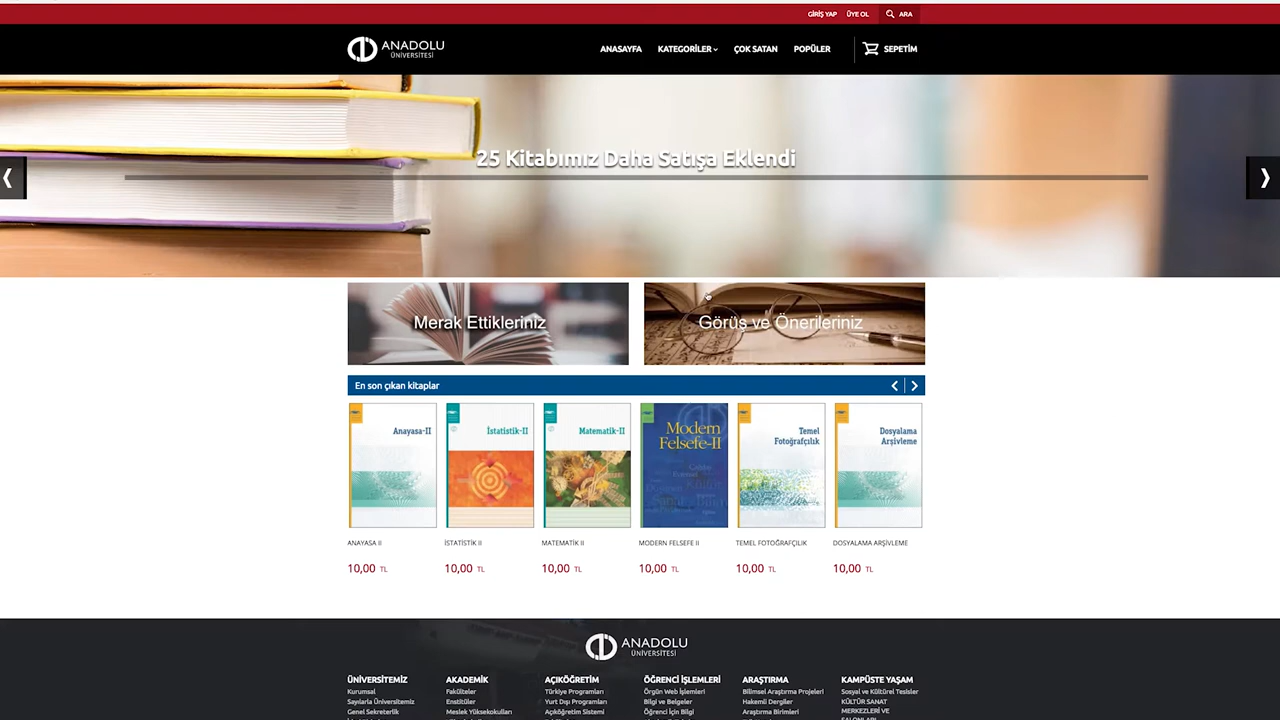 GİRİŞ YAP ÜYE OL ARA
ANADOLU
ÜNİVERSİTESİ
ANASAYFA KATEGORİLER ÇOK SATAN POPÜLER SEPETİM
25 Kitabımız Daha Satışa Eklendi
Merak Ettikleriniz
Görüş ve Önerileriniz
En son çıkan kitaplar
Anayasa-II
İstatistik-II
Matematik-II
Modern
Felsefe-II
Temel
Fotoğrafçılık
Dosyalama
Arşivleme
ANAYASA II
İSTATİSTİK II
MATEMATİK II
MODERN FELSEFE II
TEMEL FOTOĞRAFÇILIK
DOSYALAMA ARŞİVLEME
10,00 TL
10,00 TL
10,00 TL
10,00 TL
10,00 TL
10,00 TL
ANADOLU
ÜNİVERSİTESİ
ÜNİVERSİTEMİZ
Kurumsal
Sayılarla Üniversitemiz
Genel Sekreterlik
AKADEMİK
Fakülteler
Enstitüler
Meslek Yüksekokulları
AÇIKÖĞRETİM
Türkiye Programları
Yurt Dışı Programları
Açıköğretim Sistemi
ÖĞRENCİ İŞLEMLERİ
Örgün Web İşlemleri
Bilgi ve Belgeler
Öğrenci İçin Bilgi
ARAŞTIRMA
Bilimsel Araştırma Projeleri
Hakemli Dergiler
Araştırma Birimleri
KAMPÜSTE YAŞAM
Sosyal ve Kültürel Tesisler
KÜLTÜR SANAT
MERKEZLERİ VE